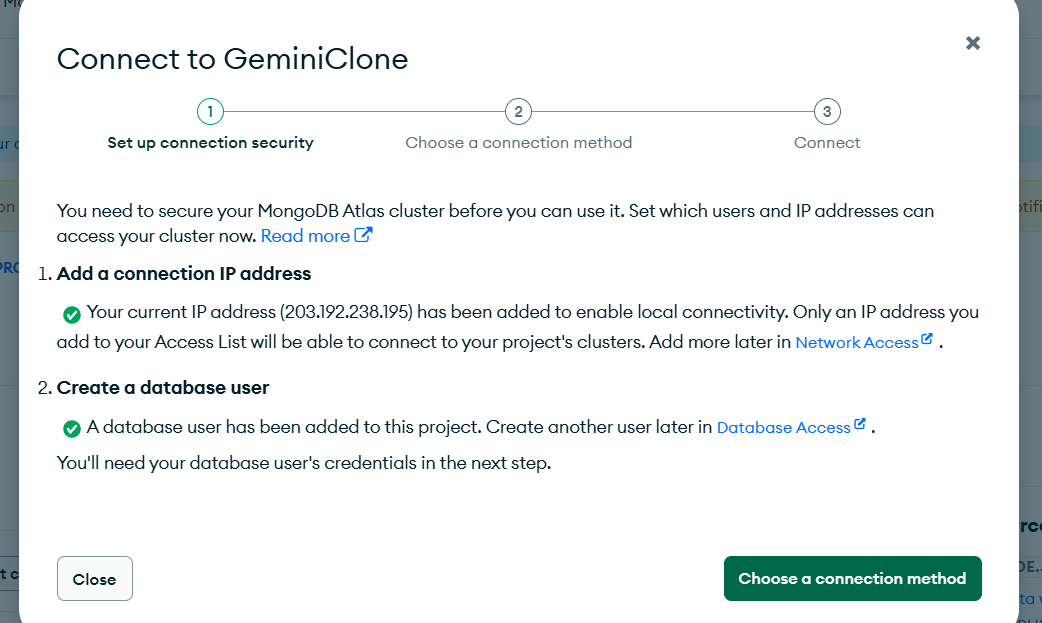 Connect to GeminiClone
1
2
3
Set up connection security
Choose a connection method
Connect
You need to secure your MongoDB Atlas cluster before you can use it. Set which users and IP addresses can
access your cluster now. Read more
1. Add a connection IP address
Your current IP address (203.192.238.195) has been added to enable local connectivity. Only an IP address you
add to your Access List will be able to connect to your project's clusters. Add more later in Network Access .
2. Create a database user
A database user has been added to this project. Create another user later in Database Access .
You'll need your database user's credentials in the next step.
Close
Choose a connection method